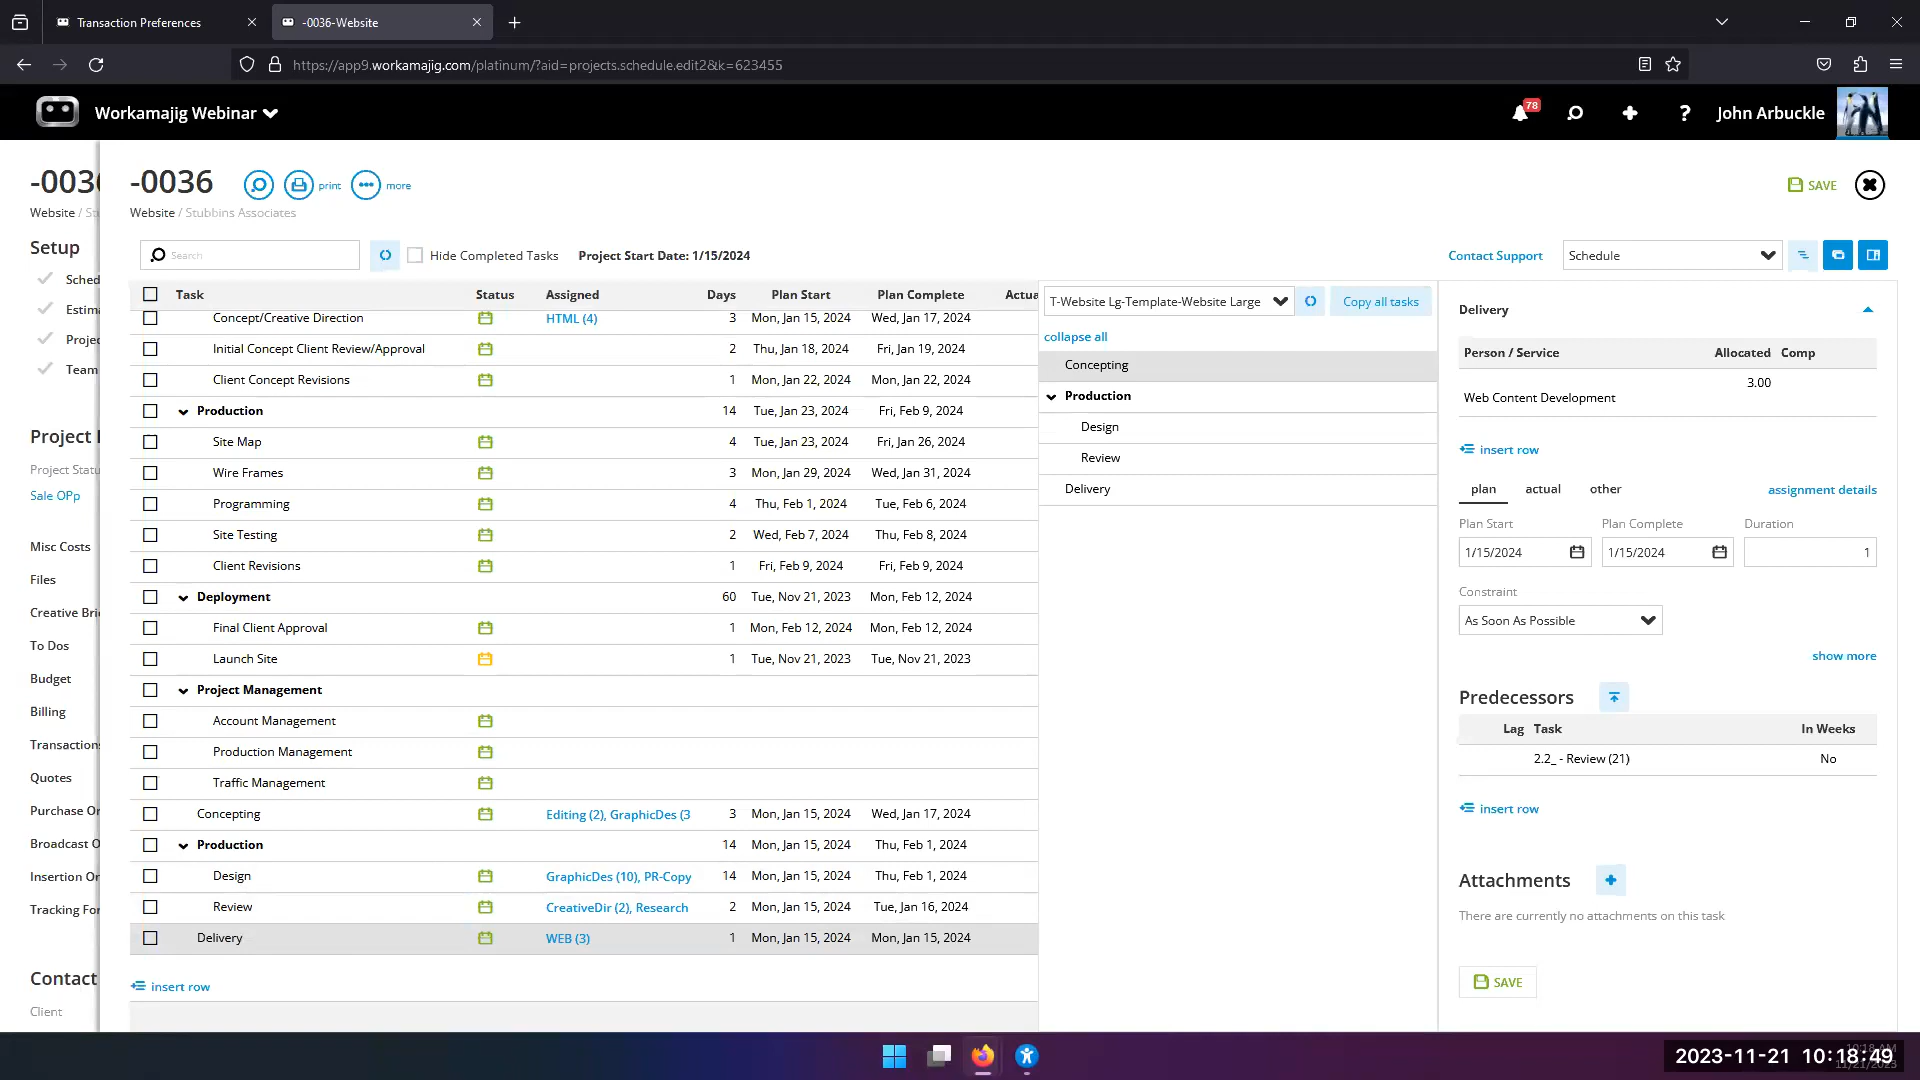 Transaction Preferences
-0036-Website
https://app9.workamajig.com/platinum/?aid=projects.schedule.edit2&k=623455
Workamajig Webinar
78
?
John Arbuckle
-0036
print
more
SAVE
Website / Stubbins Associates
Website / St
Setup
Sched
Estima
Projec
Team
Project
Project Statu
Sale OPp
Misc Costs
Files
Creative Bri
To Dos
Budget
Billing
Transactions
Quotes
Purchase Or
Broadcast O
Insertion Or
Tracking For
Contact
Client
Search
Hide Completed Tasks
Project Start Date: 1/15/2024
Contact Support
Schedule
Task Status Assigned Days Plan Start Plan Complete Actua
Concept/Creative Direction HTML (4) 3 Mon, Jan 15, 2024 Wed, Jan 17, 2024
Initial Concept Client Review/Approval 2 Thu, Jan 18, 2024 Fri, Jan 19, 2024
Client Concept Revisions 1 Mon, Jan 22, 2024 Mon, Jan 22, 2024
Production 14 Tue, Jan 23, 2024 Fri, Feb 9, 2024
Site Map 4 Tue, Jan 23, 2024 Fri, Jan 26, 2024
Wire Frames 3 Mon, Jan 29, 2024 Wed, Jan 31, 2024
Programming 4 Thu, Feb 1, 2024 Tue, Feb 6, 2024
Site Testing 2 Wed, Feb 7, 2024 Thu, Feb 8, 2024
Client Revisions 1 Fri, Feb 9, 2024 Fri, Feb 9, 2024
Deployment 60 Tue, Nov 21, 2023 Mon, Feb 12, 2024
Final Client Approval 1 Mon, Feb 12, 2024 Mon, Feb 12, 2024
Launch Site 1 Tue, Nov 21, 2023 Tue, Nov 21, 2023
Project Management
Account Management
Production Management
Traffic Management
Concepting Editing (2), GraphicDes (3 3 Mon, Jan 15, 2024 Wed, Jan 17, 2024
Production 14 Mon, Jan 15, 2024 Thu, Feb 1, 2024
Design GraphicDes (10), PR-Copy 14 Mon, Jan 15, 2024 Thu, Feb 1, 2024
Review CreativeDir (2), Research 2 Mon, Jan 15, 2024 Tue, Jan 16, 2024
Delivery WEB (3) 1 Mon, Jan 15, 2024 Mon, Jan 15, 2024
insert row
T-Website Lg-Template-Website Large
Copy all tasks
collapse all
Concepting
Production
Design
Review
Delivery
Delivery
Person / Service Allocated Comp
3.00
Web Content Development
insert row
plan actual other assignment details
Plan Start Plan Complete Duration
1/15/2024 1/15/2024 1
Constraint
As Soon As Possible
show more
Predecessors
Lag Task In Weeks
2.2_ - Review (21) No
insert row
Attachments
There are currently no attachments on this task
SAVE
2023-11-21 10:18:49